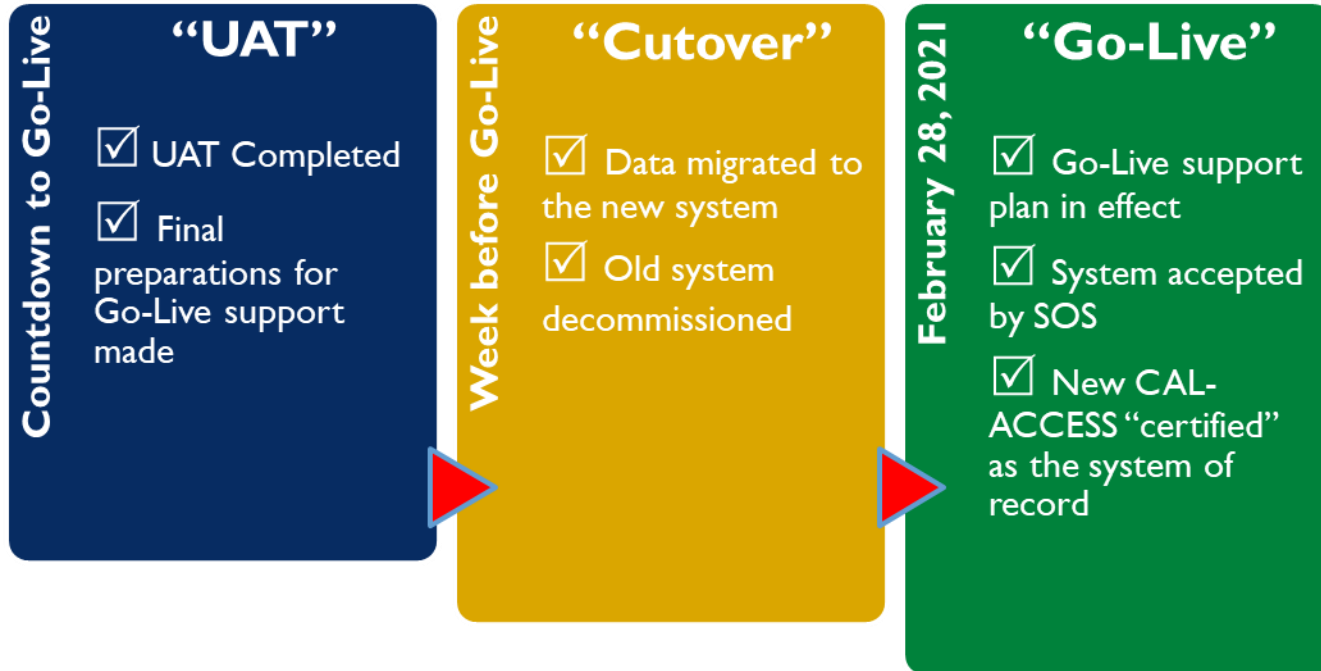 Countdown to Go-Live
“UAT”
☑ UAT Completed
☑ Final
preparations for
Go-Live support
made
Week before Go-Live
“Cutover”
☑ Data migrated to
the new system
☑ Old system
decommissioned
February 28, 2021
“Go-Live”
☑ Go-Live support
plan in effect
☑ System accepted
by SOS
☑ New CAL-
ACCESS “certified”
as the system of
record